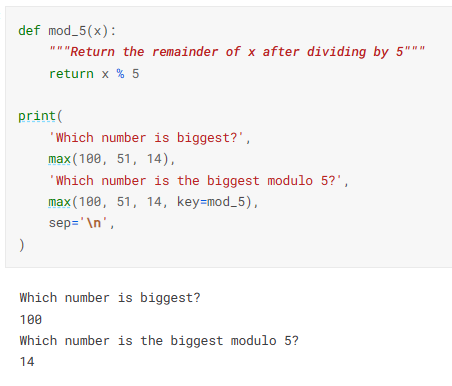 def mod_5(x):
    """Return the remainder of x after dividing by 5"""
    return x % 5

print(
    'Which number is biggest?',
    max(100, 51, 14),
    'Which number is the biggest modulo 5?',
    max(100, 51, 14, key=mod_5),
    sep='\n',
)

Which number is biggest?
100
Which number is the biggest modulo 5?
14